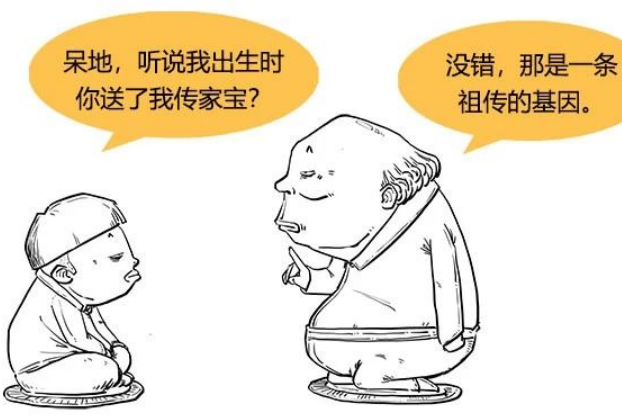 呆地，听说我出生时
你送了我传家宝？
没错，那是一条
祖传的基因。